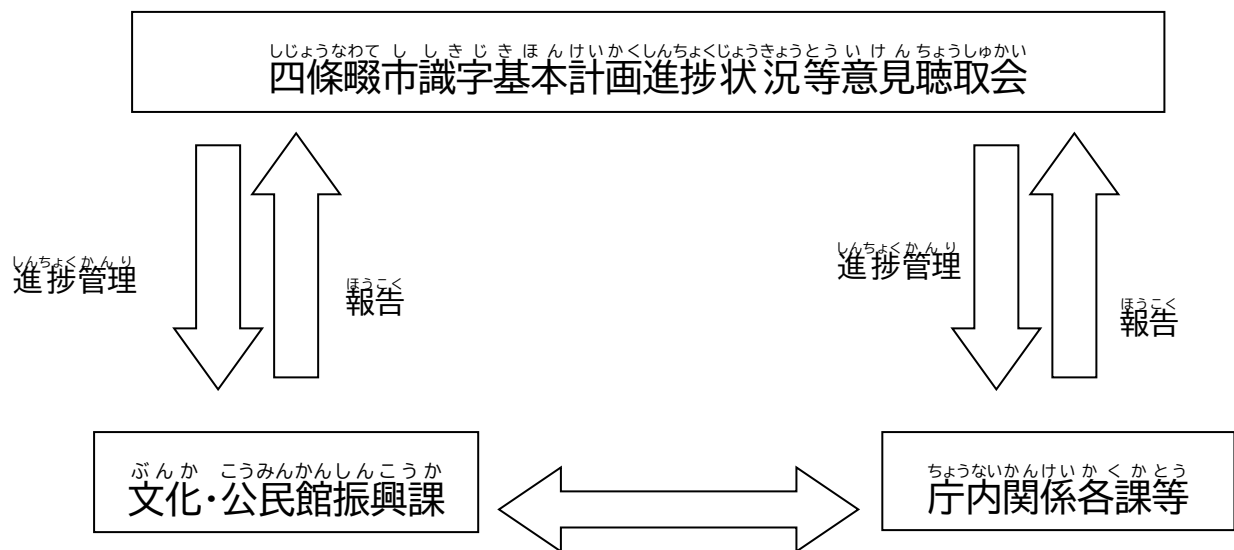 しじょうなわてししきじきほんけいかくしんちょくじょうきょうとういけんちょうしゅかい
四條畷市識字基本計画進捗状況等意見聴取会
しんちょくかんり
進捗管理
ほうこく
報告
しんちょくかんり
進捗管理
ほうこく
報告
ぶんか こうみんかんしんこうか
文化・公民館振興課
ちょうないかんけいかくかとう
庁内関係各課等